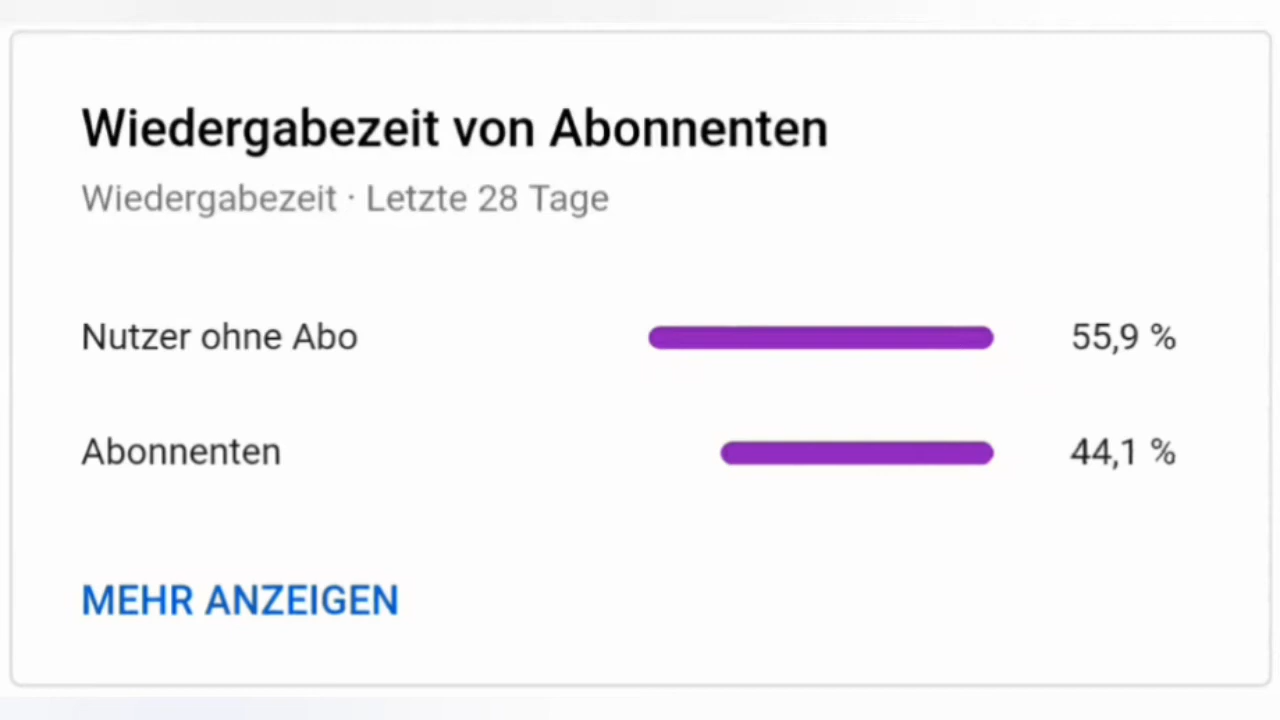 Wiedergabezeit von Abonnenten
Wiedergabezeit · Letzte 28 Tage
Nutzer ohne Abo 55,9 %
Abonnenten 44,1 %
MEHR ANZEIGEN